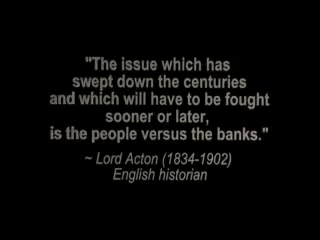 "The issue which has
swept down the centuries
and which will have to be fought
sooner or later,
is the people versus the banks."
~ Lord Acton (1834-1902)
English historian